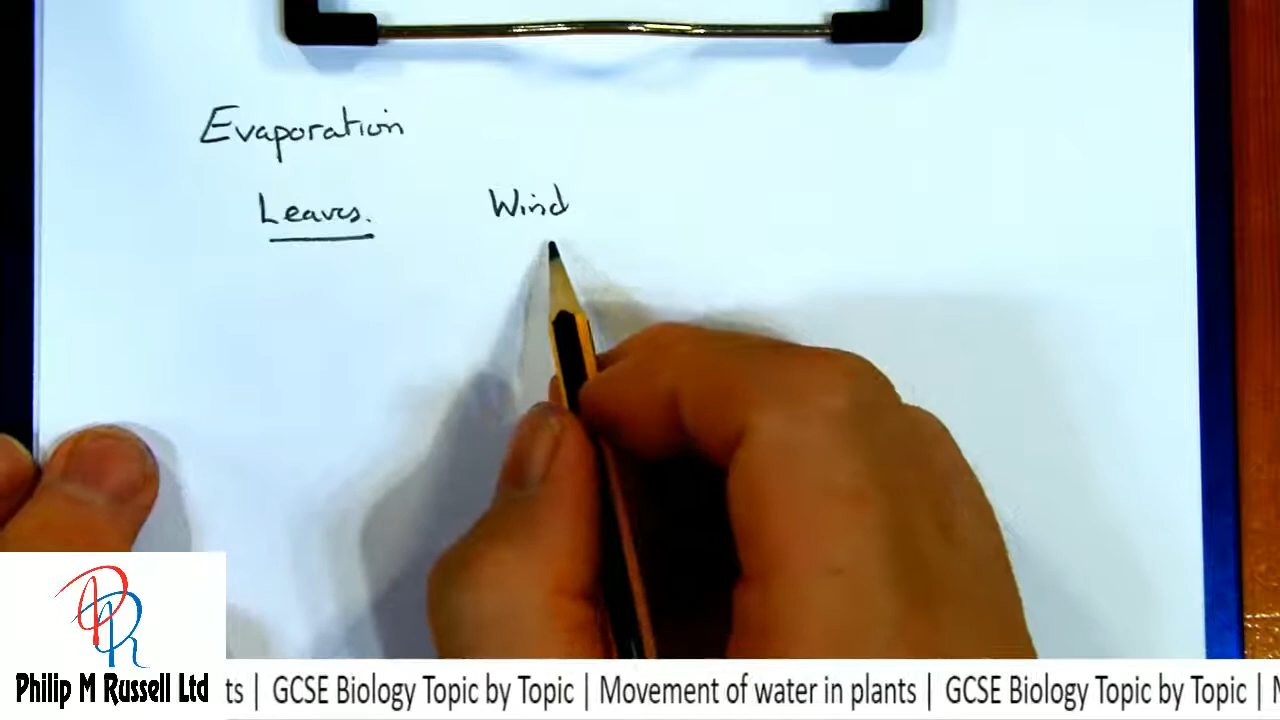 Evaporation
Leaves. Wind
Philip M Russell Ltd
ts | GCSE Biology Topic by Topic | Movement of water in plants | GCSE Biology Topic by Topic |